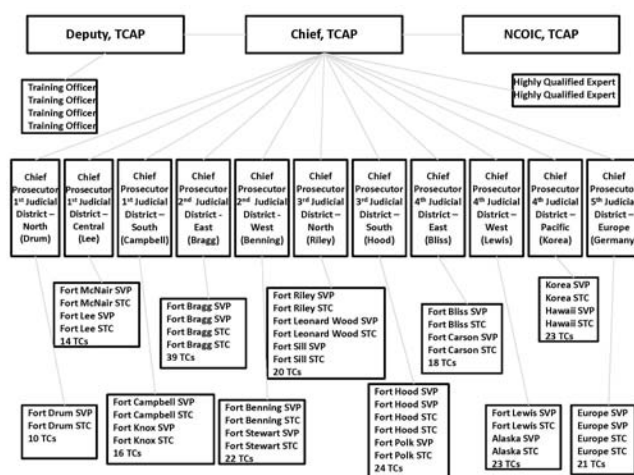 Deputy, TCAP
Chief, TCAP
NCOIC, TCAP
Training Officer
Training Officer
Training Officer
Training Officer
Highly Qualified Expert
Highly Qualified Expert
Chief
Prosecutor
1st Judicial
District –
North
(Drum)
Chief
Prosecutor
1st Judicial
District –
Central
(Lee)
Chief
Prosecutor
1st Judicial
District –
South
(Campbell)
Chief
Prosecutor
2nd Judicial
District -
East
(Bragg)
Chief
Prosecutor
2nd Judicial
District -
West
(Benning)
Chief
Prosecutor
3rd Judicial
District –
North
(Riley)
Chief
Prosecutor
3rd Judicial
District –
South
(Hood)
Chief
Prosecutor
4th Judicial
District –
East
(Bliss)
Chief
Prosecutor
4th Judicial
District –
West
(Lewis)
Chief
Prosecutor
4th Judicial
District –
Pacific
(Korea)
Chief
Prosecutor
5th Judicial
District –
Europe
(Germany)
Fort McNair SVP
Fort McNair STC
Fort Lee SVP
Fort Lee STC
14 TCs
Fort Bragg SVP
Fort Bragg SVP
Fort Bragg STC
Fort Bragg STC
39 TCs
Fort Riley SVP
Fort Riley STC
Fort Leonard Wood SVP
Fort Leonard Wood STC
Fort Sill SVP
Fort Sill STC
20 TCs
Fort Bliss SVP
Fort Bliss STC
Fort Carson SVP
Fort Carson STC
18 TCs
Korea SVP
Korea STC
Hawaii SVP
Hawaii STC
23 TCs
Fort Drum SVP
Fort Drum STC
10 TCs
Fort Campbell SVP
Fort Campbell STC
Fort Knox SVP
Fort Knox STC
16 TCs
Fort Benning SVP
Fort Benning STC
Fort Stewart SVP
Fort Stewart STC
22 TCs
Fort Hood SVP
Fort Hood SVP
Fort Hood STC
Fort Hood STC
Fort Polk SVP
Fort Polk STC
24 TCs
Fort Lewis SVP
Fort Lewis STC
Alaska SVP
Alaska STC
23 TCs
Europe SVP
Europe SVP
Europe STC
Europe STC
21 TCs